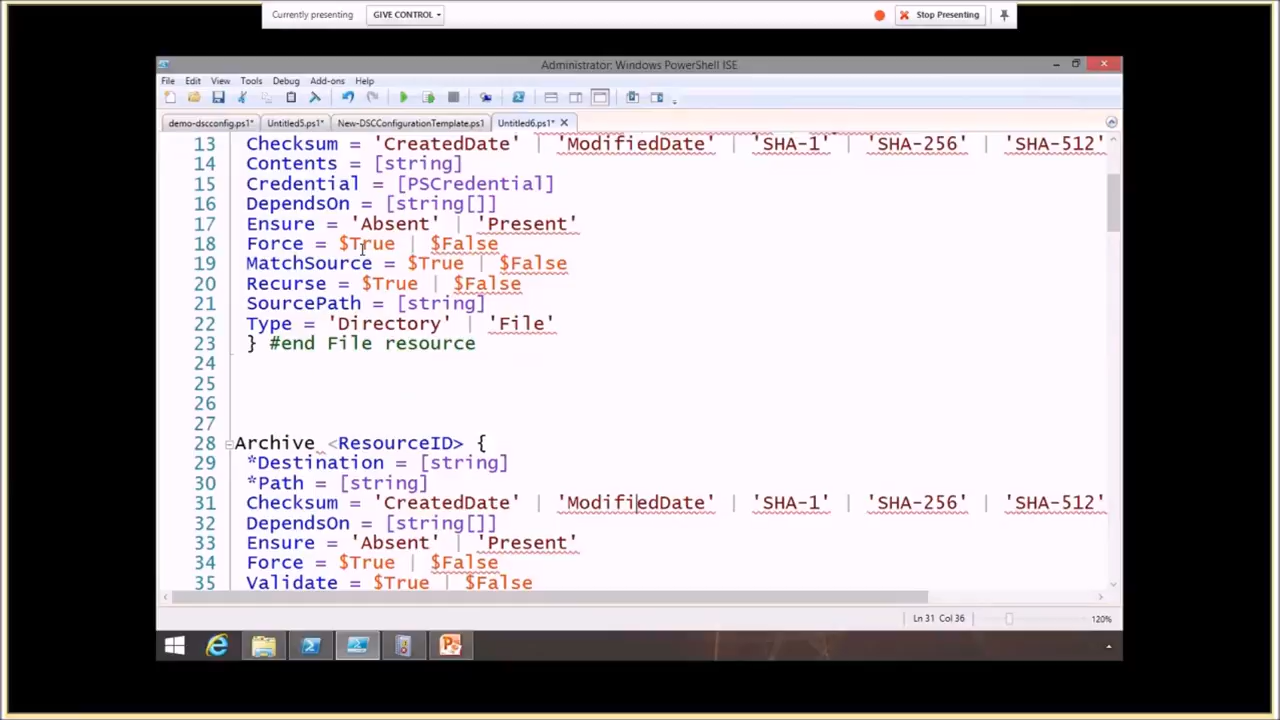 Currently presenting GIVE CONTROL Stop Presenting
Administrator: Windows PowerShell ISE
File Edit View Tools Debug Add-ons Help
demo-dscconfig.ps1* Untitled5.ps1* New-DSCConfigurationTemplate.ps1 Untitled6.ps1*
13 Checksum = 'CreatedDate' | 'ModifiedDate' | 'SHA-1' | 'SHA-256' | 'SHA-512'
14 Contents = [string]
15 Credential = [PSCredential]
16 DependsOn = [string[]]
17 Ensure = 'Absent' | 'Present'
18 Force = $True | $False
19 MatchSource = $True | $False
20 Recurse = $True | $False
21 SourcePath = [string]
22 Type = 'Directory' | 'File'
23 } #end File resource
24
25
26
27
28 Archive <ResourceID> {
29 *Destination = [string]
30 *Path = [string]
31 Checksum = 'CreatedDate' | 'ModifiedDate' | 'SHA-1' | 'SHA-256' | 'SHA-512'
32 DependsOn = [string[]]
33 Ensure = 'Absent' | 'Present'
34 Force = $True | $False
35 Validate = $True | $False
Ln 31 Col 36 120%